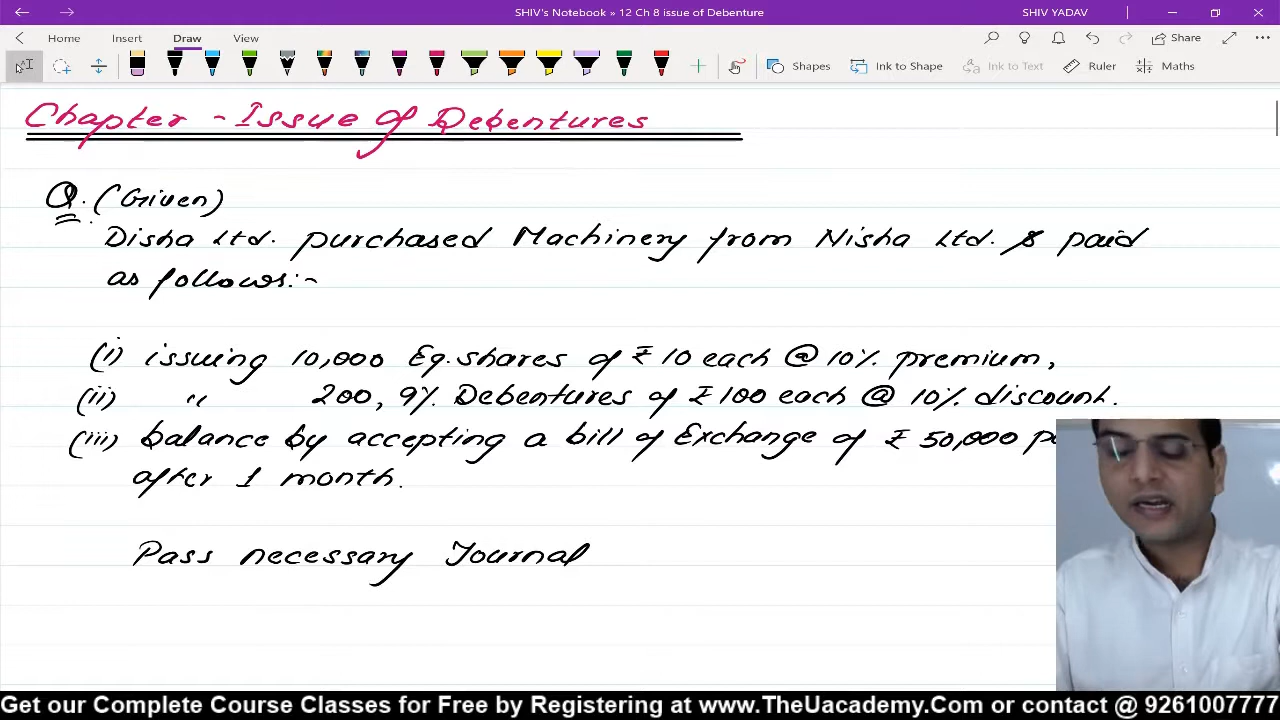 SHIV's Notebook » 12 Ch 8 issue of Debenture
SHIV YADAV
Home Insert Draw View
Share
Shapes Ink to Shape Ink to Text Ruler Maths
Chapter - Issue of Debentures
Q. (Given)
Disha Ltd. purchased Machinery from Nisha Ltd. & paid
as follows:-
(i) issuing 10,000 Eq. shares of ₹ 10 each @ 10% premium,
(ii) " 200, 9% Debentures of ₹ 100 each @ 10% discount.
(iii) balance by accepting a bill of Exchange of ₹ 50,000
after 1 month.
Pass necessary Journal
Get our Complete Course Classes for Free by Registering at www.TheUacademy.Com or contact @ 9261007777